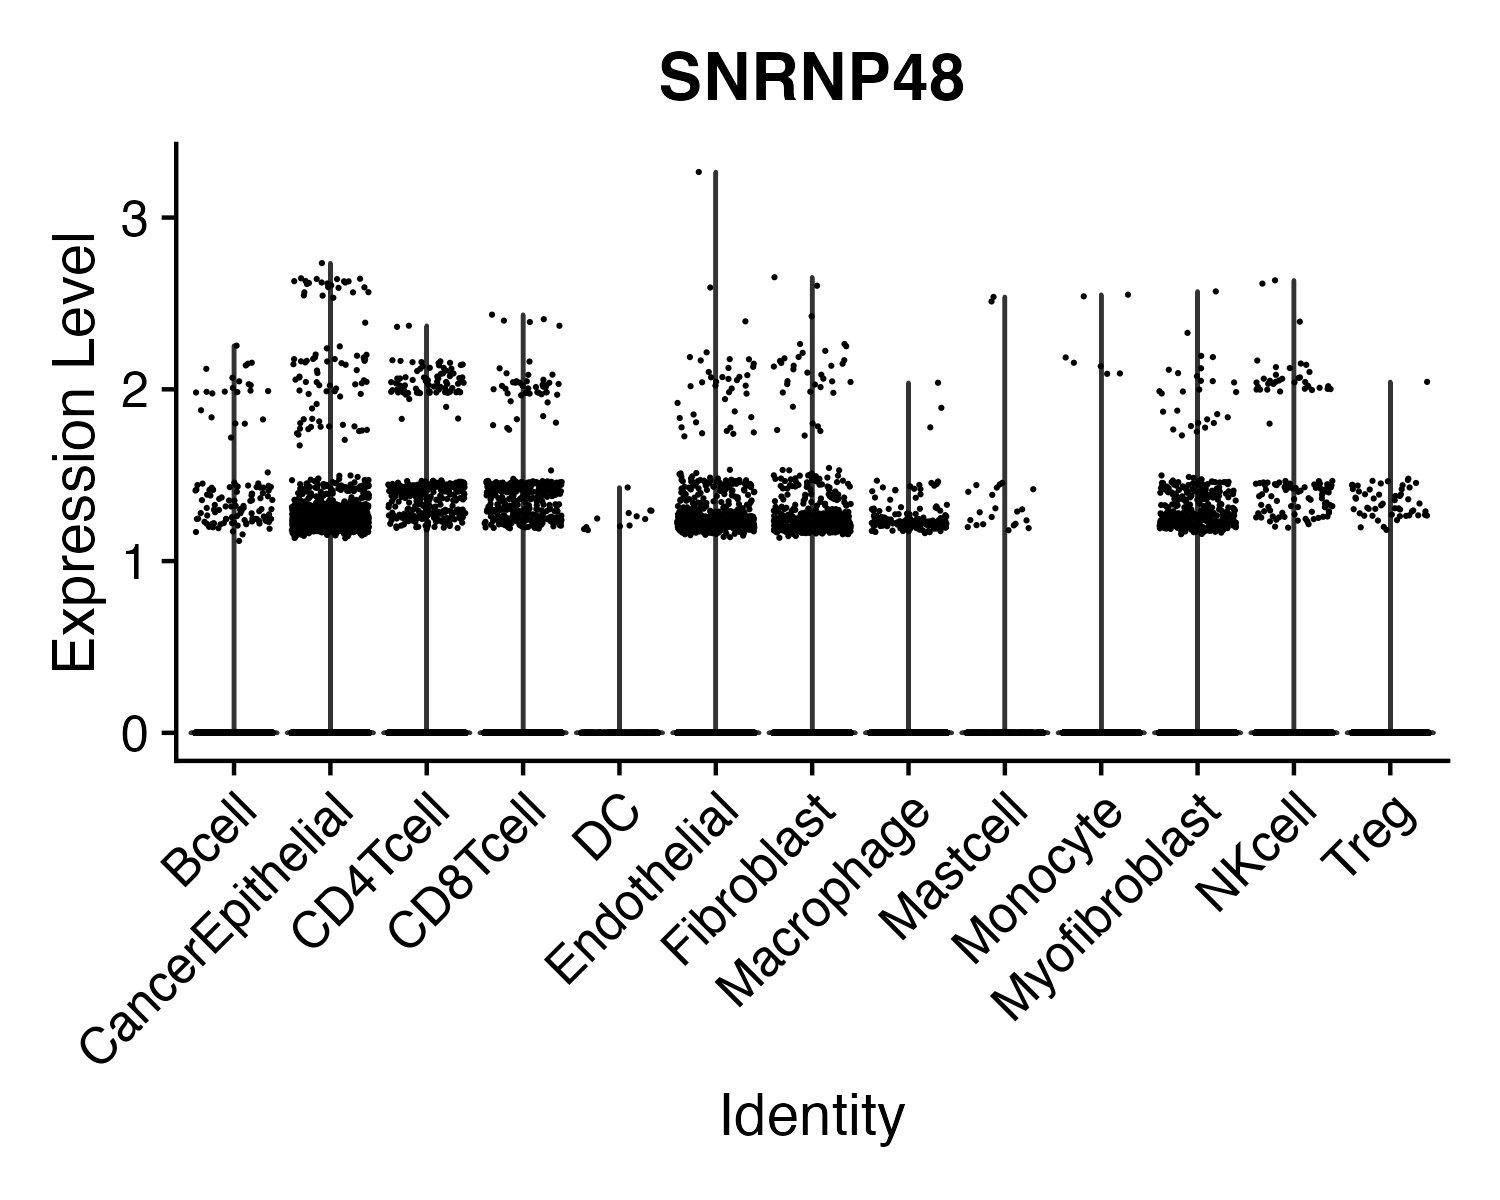 SNRNP48
Expression Level
3
2
1
0
Bcell
CancerEpithelial
CD4Tcell
CD8Tcell
DC
Endothelial
Fibroblast
Macrophage
Mastcell
Monocyte
Myofibroblast
NKcell
Treg
Identity